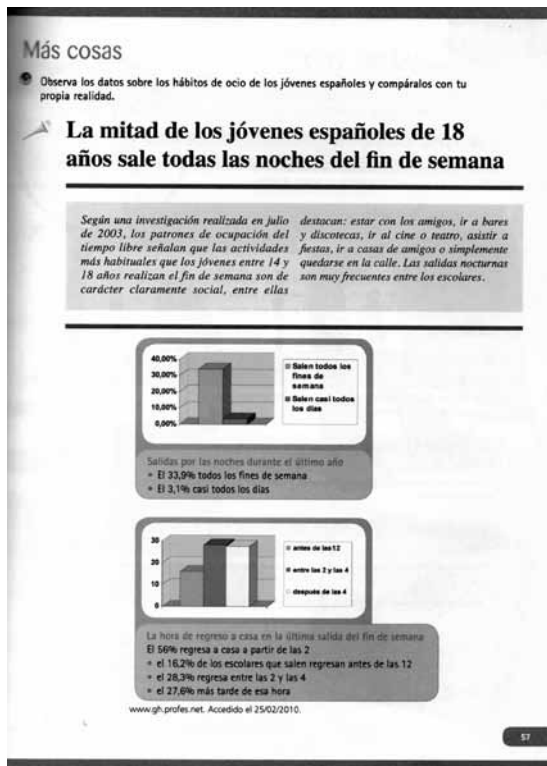 Más cosas
Observa los datos sobre los hábitos de ocio de los jóvenes españoles y compáralos con tu
propia realidad.
La mitad de los jóvenes españoles de 18
años sale todas las noches del fin de semana
Según una investigación realizada en julio
de 2003, los patrones de ocupación del
tiempo libre señalan que las actividades
más habituales que los jóvenes entre 14 y
18 años realizan el fin de semana son de
carácter claramente social, entre ellas
destacan: estar con los amigos, ir a bares
y discotecas, ir al cine o teatro, asistir a
fiestas, ir a casas de amigos o simplemente
quedarse en la calle. Las salidas nocturnas
son muy frecuentes entre los escolares.
40,00%
30,00%
20,00%
10,00%
0,00%
Salen todos los
fines de
semana
Salen casi todos
los días
Salidas por las noches durante el último año
• El 33,9% todos los fines de semana
• El 3,1% casi todos los días
30
20
10
0
antes de las 12
entre las 2 y las 4
después de las 4
La hora de regreso a casa en la última salida del fin de semana
El 56% regresa a casa a partir de las 2
• el 16,2% de los escolares que salen regresan antes de las 12
• el 28,3% regresa entre las 2 y las 4
• el 27,6% más tarde de esa hora
www.gh.profes.net. Accedido el 25/02/2010.
57